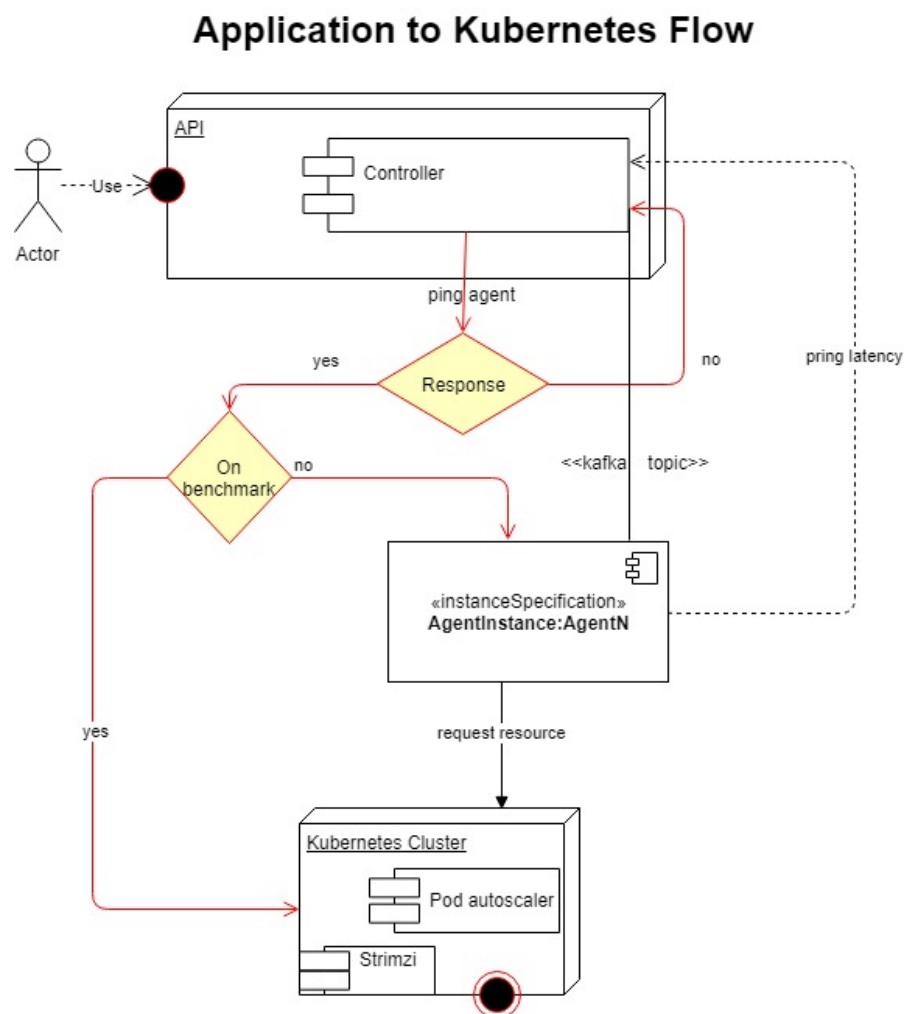 Application to Kubernetes Flow
API
Controller
Use
Actor
ping agent
yes
Response
no
pring latency
On
benchmark
no
<<kafka topic>>
«instanceSpecification»
AgentInstance:AgentN
yes
request resource
Kubernetes Cluster
Pod autoscaler
Strimzi